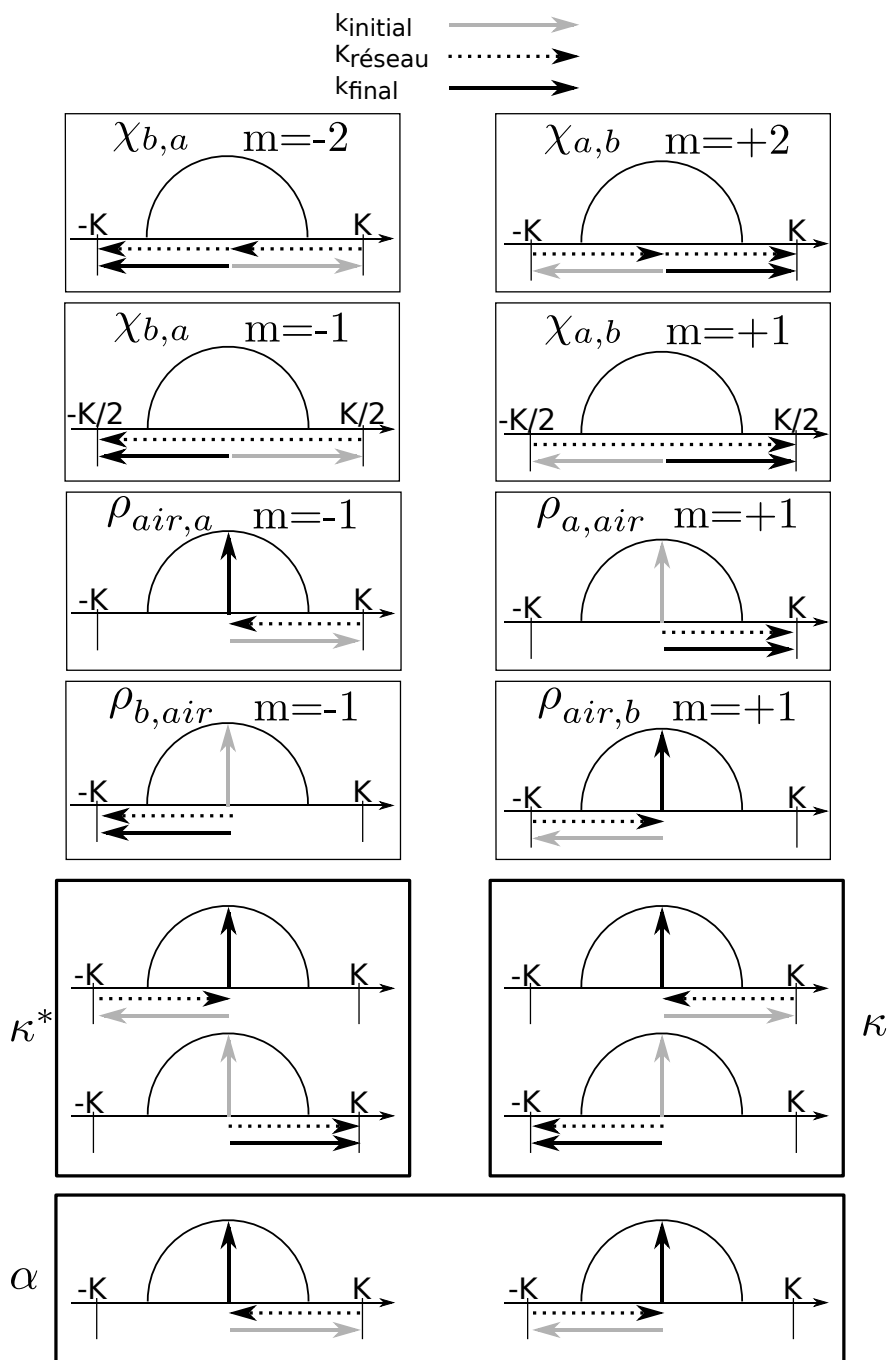 kinitial
Kréseau
kfinal
χb,a m=-2
-K K
χa,b m=+2
-K K
χb,a m=-1
-K/2 K/2
χa,b m=+1
-K/2 K/2
ρair,a m=-1
-K K
ρa,air m=+1
-K K
ρb,air m=-1
-K K
ρair,b m=+1
-K K
κ*
-K K
-K K
κ
-K K
-K K
α
-K K
-K K